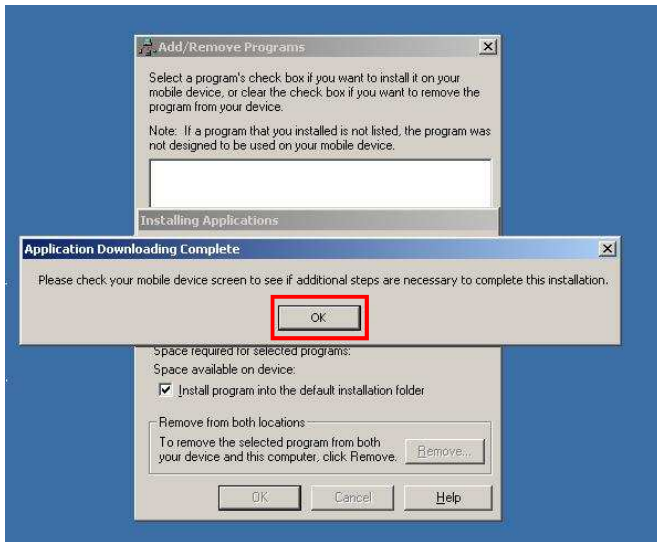 Add/Remove Programs
Select a program's check box if you want to install it on your
mobile device, or clear the check box if you want to remove the
program from your device.
Note: If a program that you installed is not listed, the program was
not designed to be used on your mobile device.
Installing Applications
Application Downloading Complete
Please check your mobile device screen to see if additional steps are necessary to complete this installation.
OK
Space required for selected programs:
Space available on device:
Install program into the default installation folder
Remove from both locations
To remove the selected program from both
your device and this computer, click Remove.
Remove...
OK
Cancel
Help